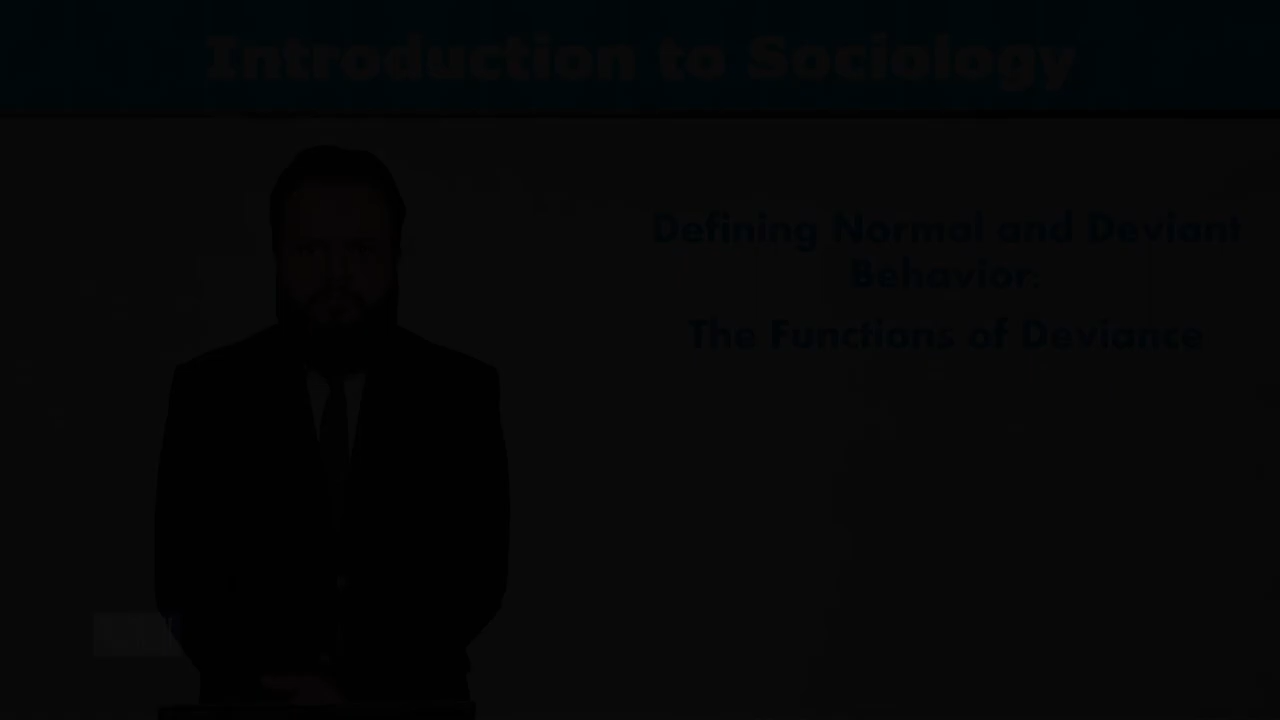 Introduction to Sociology
Defining Normal and Deviant
Behavior:
The Functions of Deviance